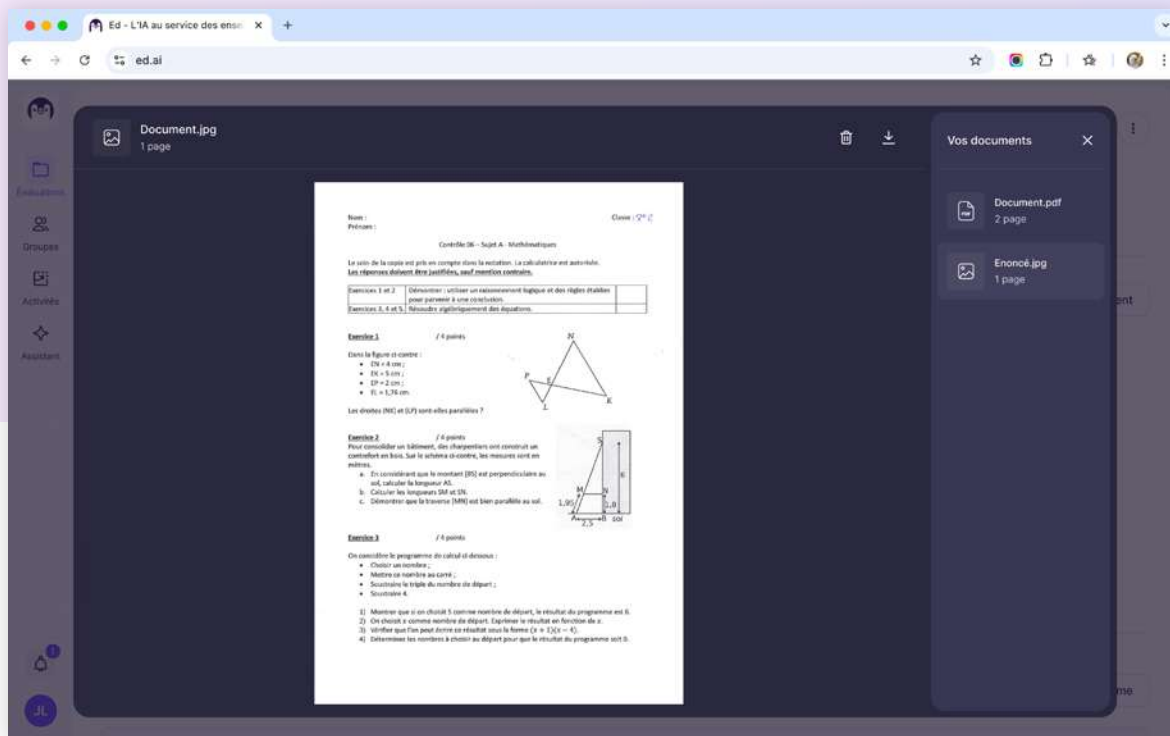 Ed - L'IA au service des ense
ed.ai
Document.jpg
1 page
Vos documents
Document.pdf
2 page
Enoncé.jpg
1 page
PDF
Évaluations
Groupes
Activités
Assistant
1
JL
ent
me
Nom :
Prénom :
Classe :
Contrôle 06 – Sujet A - Mathématiques
Le soin de la copie est pris en compte dans la notation. La calculatrice est autorisée.
Les réponses doivent être justifiées, sauf mention contraire.
Exercices 1 et 2 Démontrer : utiliser un raisonnement logique et des règles établies
pour parvenir à une conclusion.
Exercices 3, 4 et 5. Résoudre algébriquement des équations.
Exercice 1 / 4 points
Dans la figure ci-contre :
• EN = 4 cm ;
• EK = 5 cm ;
• EP = 2 cm ;
• EL = 1,76 cm.
Les droites (NK) et (LP) sont-elles parallèles ?
N
P
E
K
L
Exercice 2 / 4 points
Pour consolider un bâtiment, des charpentiers ont construit un
contrefort en bois. Sur le schéma ci-contre, les mesures sont en
mètres.
a. En considérant que le montant [BS] est perpendiculaire au
sol, calculer la longueur AS.
b. Calculer les longueurs SM et SN.
c. Démontrer que la traverse [MN] est bien parallèle au sol.
S
6
M
N
1,95
1,8
A
B
sol
2,5
Exercice 3 / 4 points
On considère le programme de calcul ci-dessous :
• Choisir un nombre ;
• Mettre ce nombre au carré ;
• Soustraire le triple du nombre de départ ;
• Soustraire 4.
1) Montrer que si on choisit 5 comme nombre de départ, le résultat du programme est 6.
2) On choisit x comme nombre de départ. Exprimer le résultat en fonction de x.
3) Vérifier que l'on peut écrire ce résultat sous la forme (x + 1)(x − 4).
4) Déterminer les nombres à choisir au départ pour que le résultat du programme soit 0.